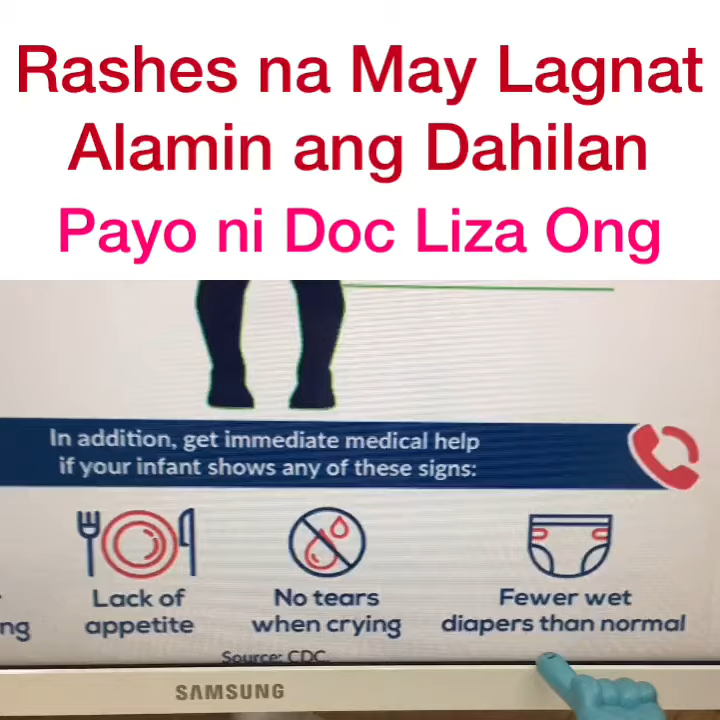 Rashes na May Lagnat
Alamin ang Dahilan
Payo ni Doc Liza Ong
In addition, get immediate medical help
if your infant shows any of these signs:
ng
Lack of
appetite
No tears
when crying
Fewer wet
diapers than normal
Source: CDC
SAMSUNG